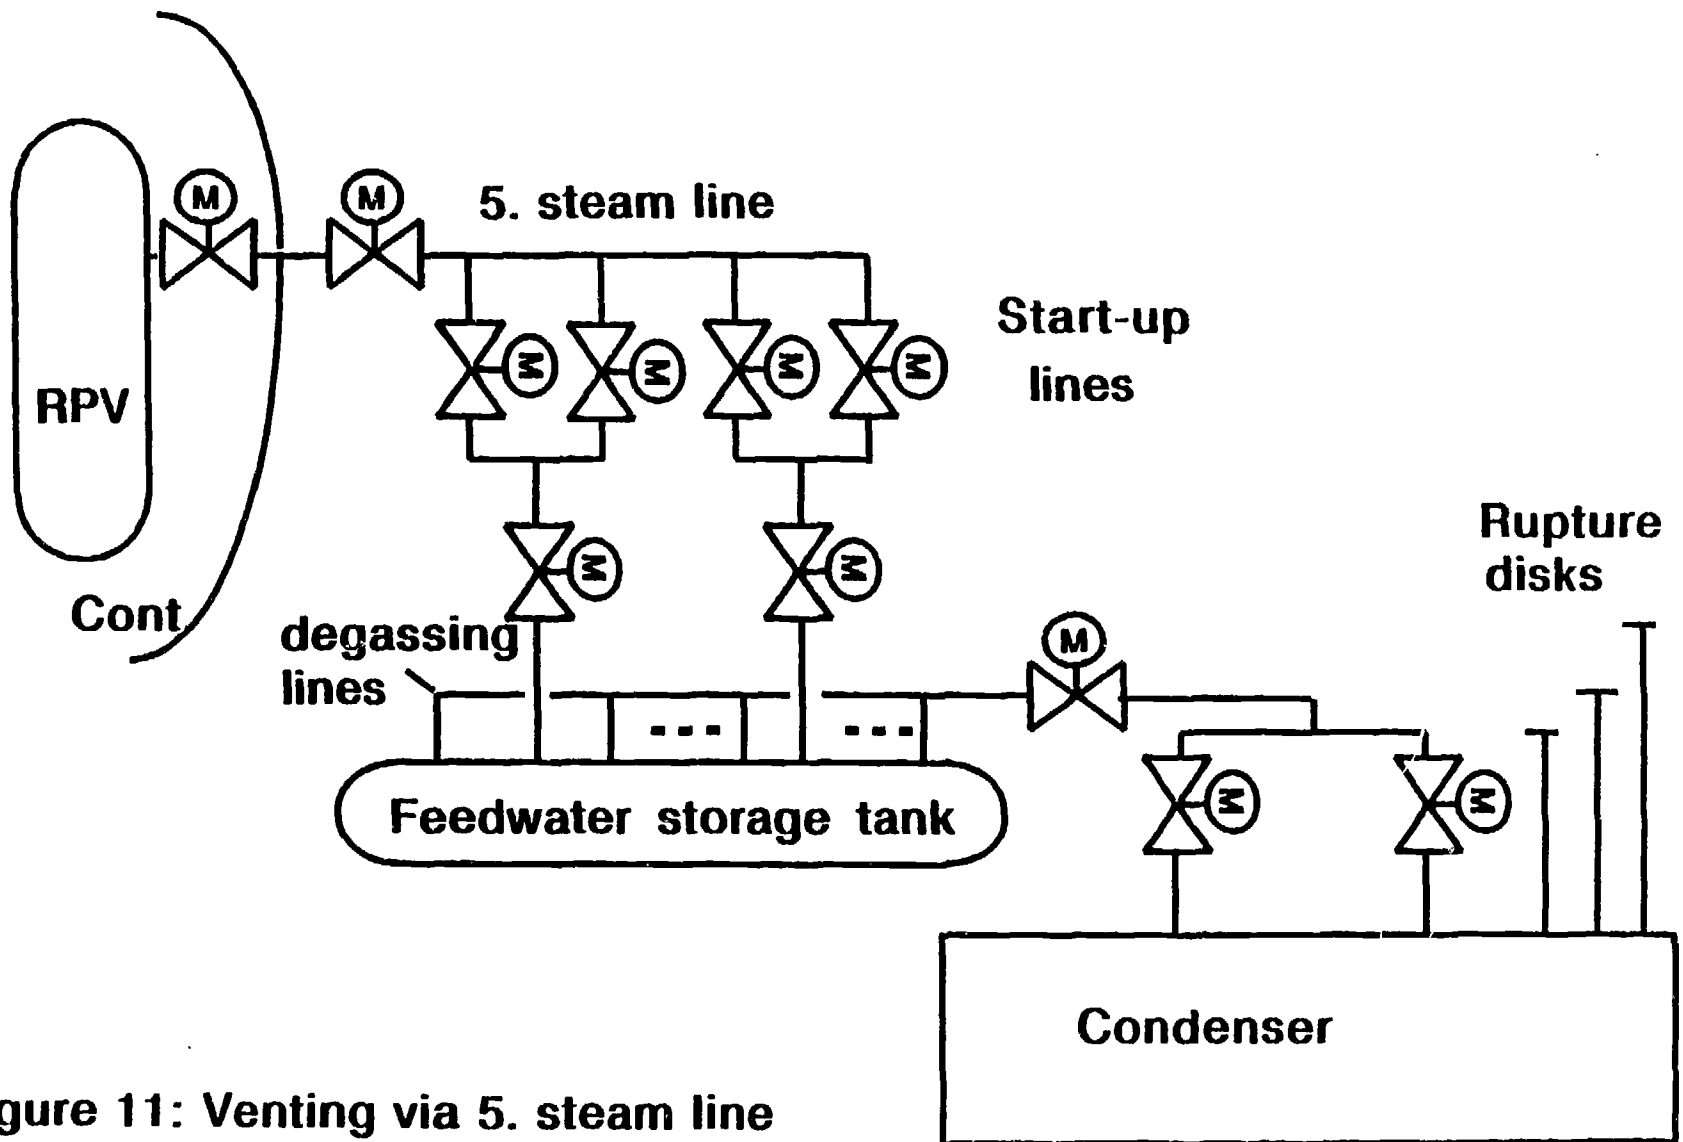 M
M
5. steam line
Start-up
lines
M
M
M
M
RPV
Rupture
disks
M
M
Cont
degassing
lines
M
Feedwater storage tank
M
M
Condenser
gure 11: Venting via 5. steam line